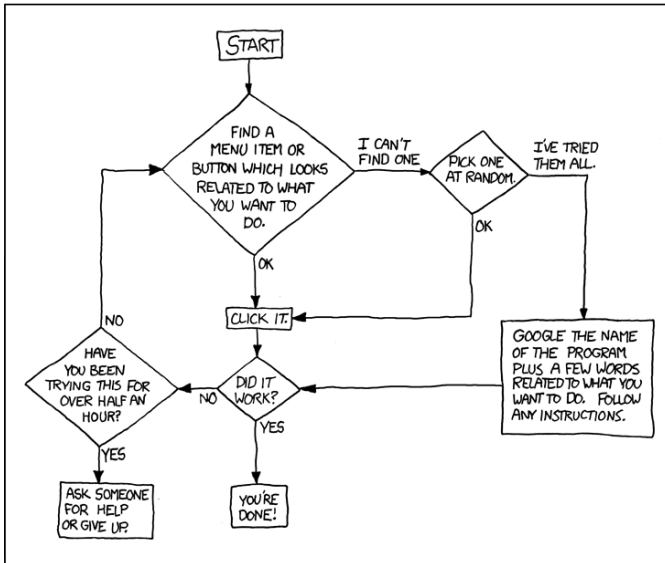 START
FIND A
MENU ITEM OR
BUTTON WHICH LOOKS
RELATED TO WHAT
YOU WANT TO
DO.
I CAN'T
FIND ONE
PICK ONE
AT RANDOM.
I'VE TRIED
THEM ALL.
OK
OK
CLICK IT.
NO
GOOGLE THE NAME
OF THE PROGRAM
PLUS A FEW WORDS
RELATED TO WHAT YOU
WANT TO DO. FOLLOW
ANY INSTRUCTIONS.
HAVE
YOU BEEN
TRYING THIS FOR
OVER HALF AN
HOUR?
NO
DID IT
WORK?
YES
YES
ASK SOMEONE
FOR HELP
OR GIVE UP.
YOU'RE
DONE!